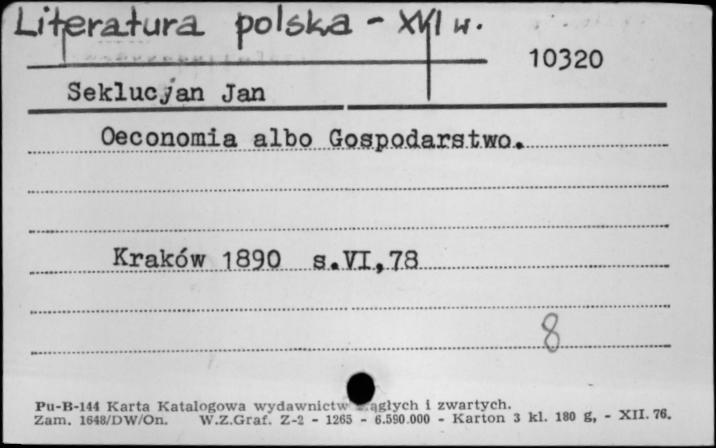 Literatura polska - XVI w.
10320
Seklucjan Jan
Oeconomia albo Gospodarstwo.
Kraków 1890 s.VI,78
8
Pu-B-144 Karta Katalogowa wydawnictw ciągłych i zwartych.
Zam. 1648/DW/On. W.Z.Graf. Z-2 - 1265 - 6.590.000 - Karton 3 kl. 180 g, - XII. 76.